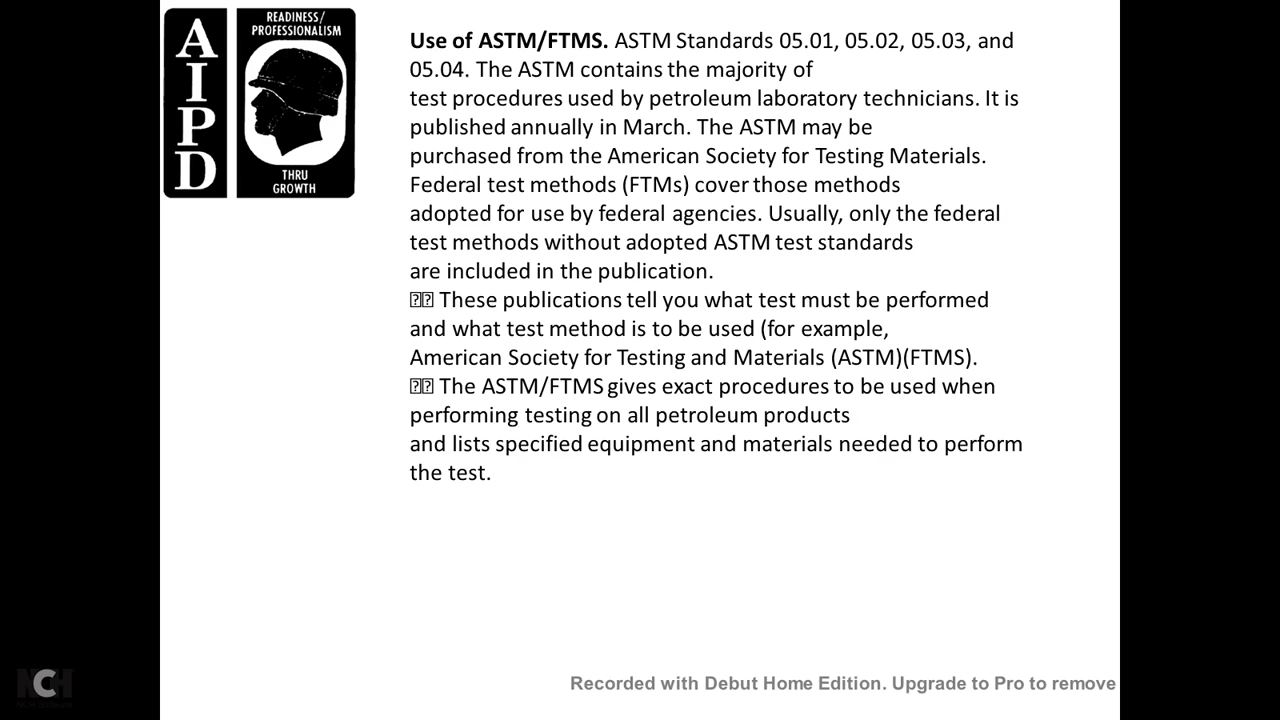 A
I
P
D
READINESS/
PROFESSIONALISM
THRU
GROWTH
Use of ASTM/FTMS. ASTM Standards 05.01, 05.02, 05.03, and
05.04. The ASTM contains the majority of
test procedures used by petroleum laboratory technicians. It is
published annually in March. The ASTM may be
purchased from the American Society for Testing Materials.
Federal test methods (FTMs) cover those methods
adopted for use by federal agencies. Usually, only the federal
test methods without adopted ASTM test standards
are included in the publication.
⍰⍰ These publications tell you what test must be performed
and what test method is to be used (for example,
American Society for Testing and Materials (ASTM)(FTMS).
⍰⍰ The ASTM/FTMS gives exact procedures to be used when
performing testing on all petroleum products
and lists specified equipment and materials needed to perform
the test.
NCH
NCH Software
Recorded with Debut Home Edition. Upgrade to Pro to remove